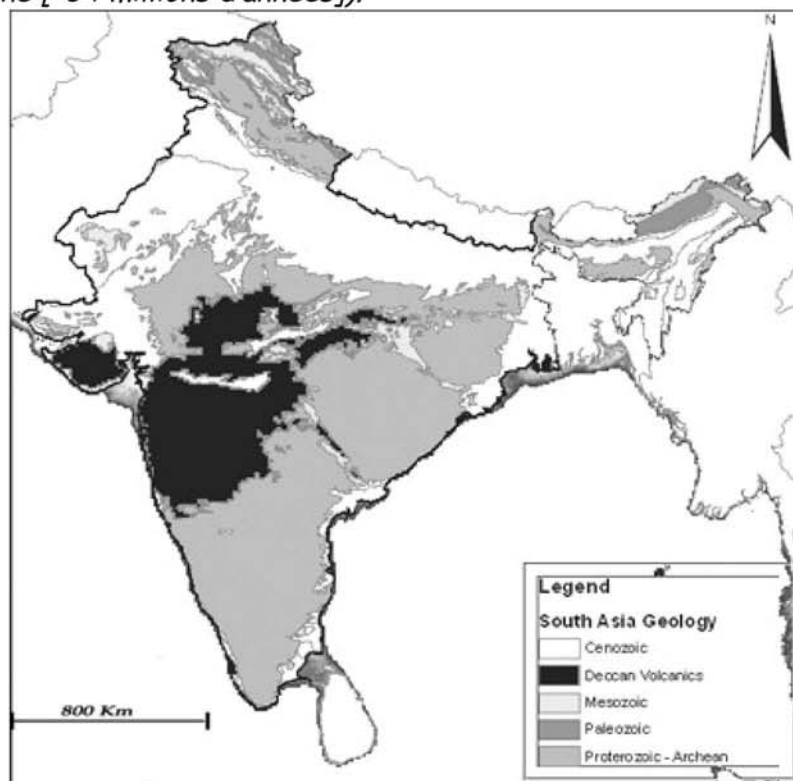 N
Legend
South Asia Geology
Cenozoic
Deccan Volcanics
Mesozoic
Paleozoic
Proterozoic - Archean
800 Km